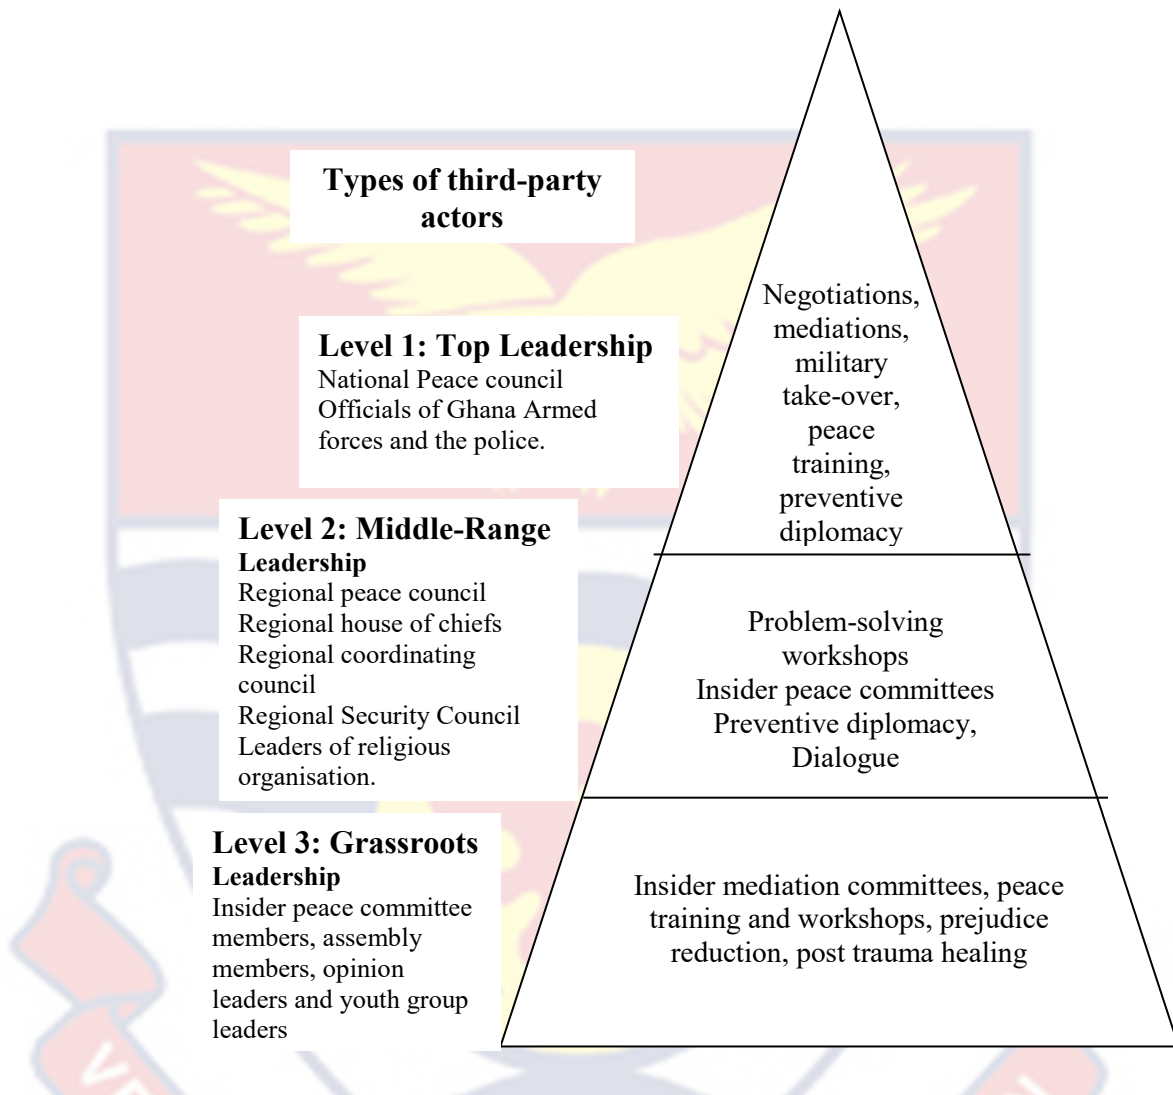 Types of third-party
actors
Level 1: Top Leadership
National Peace council
Officials of Ghana Armed
forces and the police.
Negotiations,
mediations,
military
take-over,
peace
training,
preventive
diplomacy
Level 2: Middle-Range
Leadership
Regional peace council
Regional house of chiefs
Regional coordinating
council
Regional Security Council
Leaders of religious
organisation.
Problem-solving
workshops
Insider peace committees
Preventive diplomacy,
Dialogue
Level 3: Grassroots
Leadership
Insider peace committee
members, assembly
members, opinion
leaders and youth group
leaders
Insider mediation committees, peace
training and workshops, prejudice
reduction, post trauma healing